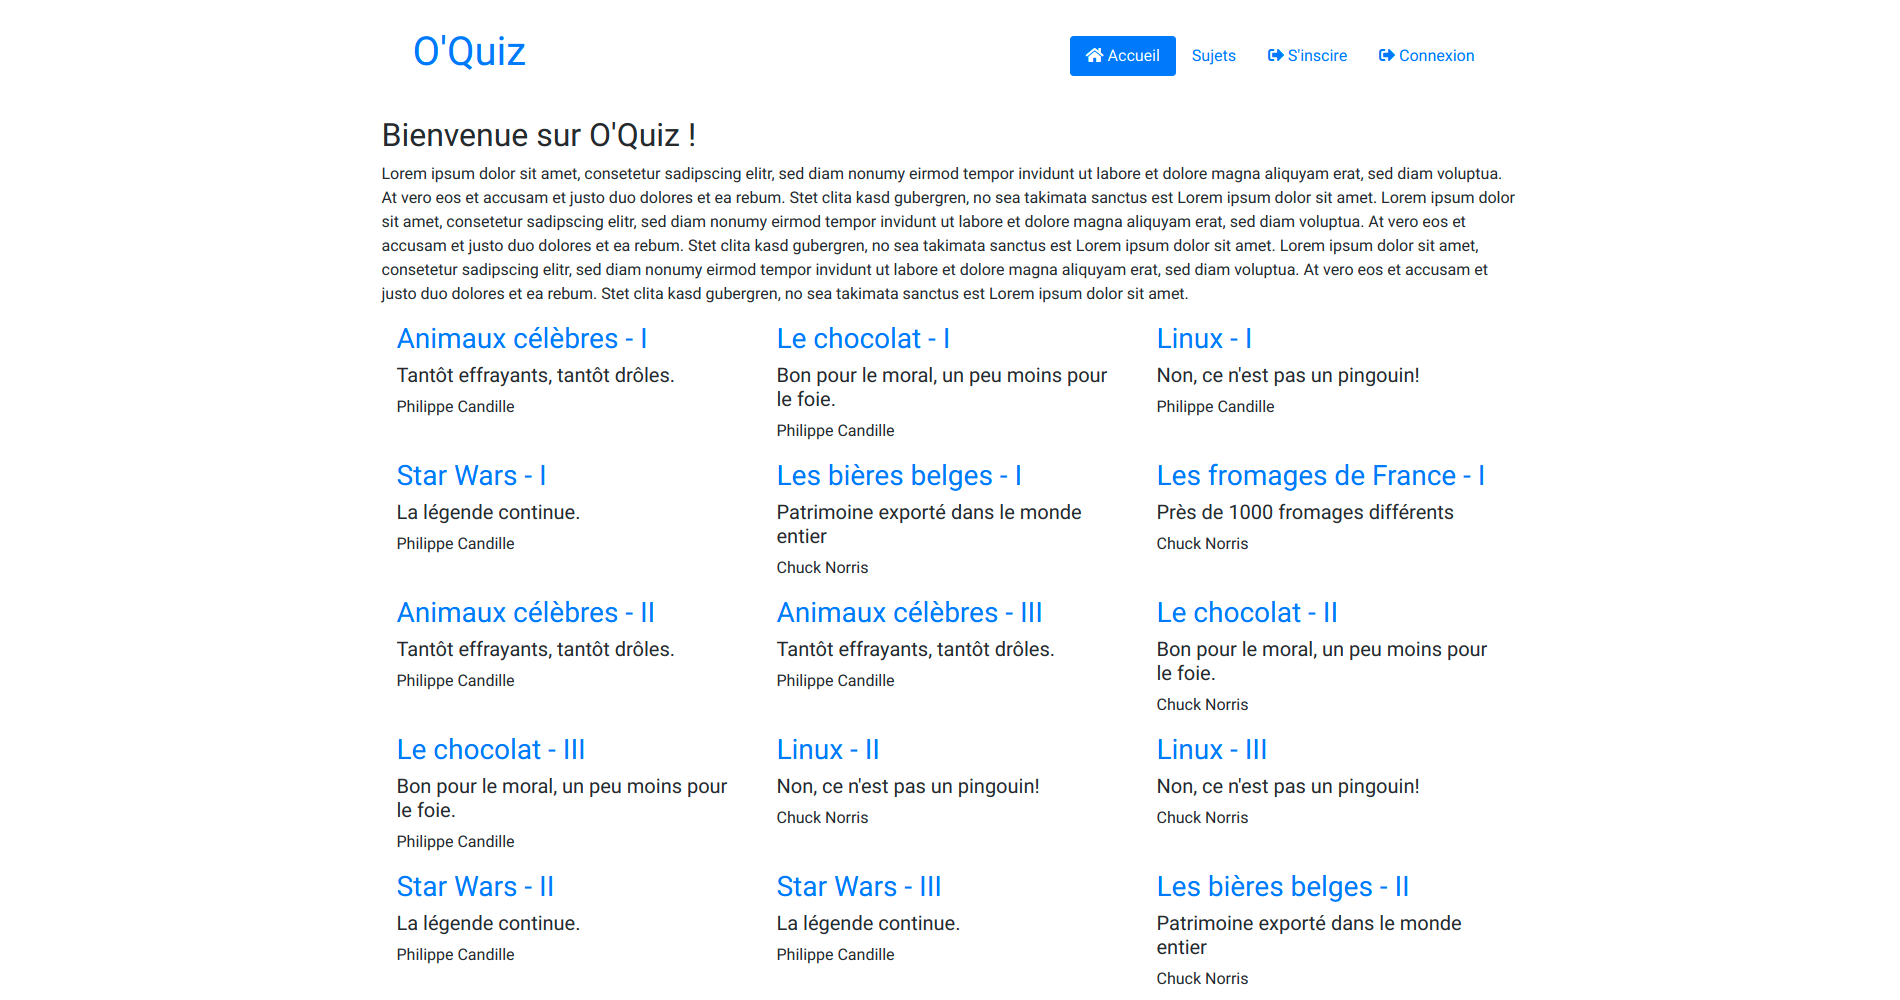 O'Quiz
Accueil
Sujets
S'inscire
Connexion
Bienvenue sur O'Quiz !
Lorem ipsum dolor sit amet, consetetur sadipscing elitr, sed diam nonumy eirmod tempor invidunt ut labore et dolore magna aliquyam erat, sed diam voluptua.
At vero eos et accusam et justo duo dolores et ea rebum. Stet clita kasd gubergren, no sea takimata sanctus est Lorem ipsum dolor sit amet. Lorem ipsum dolor
sit amet, consetetur sadipscing elitr, sed diam nonumy eirmod tempor invidunt ut labore et dolore magna aliquyam erat, sed diam voluptua. At vero eos et
accusam et justo duo dolores et ea rebum. Stet clita kasd gubergren, no sea takimata sanctus est Lorem ipsum dolor sit amet. Lorem ipsum dolor sit amet,
consetetur sadipscing elitr, sed diam nonumy eirmod tempor invidunt ut labore et dolore magna aliquyam erat, sed diam voluptua. At vero eos et accusam et
justo duo dolores et ea rebum. Stet clita kasd gubergren, no sea takimata sanctus est Lorem ipsum dolor sit amet.
Animaux célèbres - I
Tantôt effrayants, tantôt drôles.
Philippe Candille
Le chocolat - I
Bon pour le moral, un peu moins pour
le foie.
Philippe Candille
Linux - I
Non, ce n'est pas un pingouin!
Philippe Candille
Star Wars - I
La légende continue.
Philippe Candille
Les bières belges - I
Patrimoine exporté dans le monde
entier
Chuck Norris
Les fromages de France - I
Près de 1000 fromages différents
Chuck Norris
Animaux célèbres - II
Tantôt effrayants, tantôt drôles.
Philippe Candille
Animaux célèbres - III
Tantôt effrayants, tantôt drôles.
Philippe Candille
Le chocolat - II
Bon pour le moral, un peu moins pour
le foie.
Chuck Norris
Le chocolat - III
Bon pour le moral, un peu moins pour
le foie.
Philippe Candille
Linux - II
Non, ce n'est pas un pingouin!
Chuck Norris
Linux - III
Non, ce n'est pas un pingouin!
Chuck Norris
Star Wars - II
La légende continue.
Philippe Candille
Star Wars - III
La légende continue.
Philippe Candille
Les bières belges - II
Patrimoine exporté dans le monde
entier
Chuck Norris